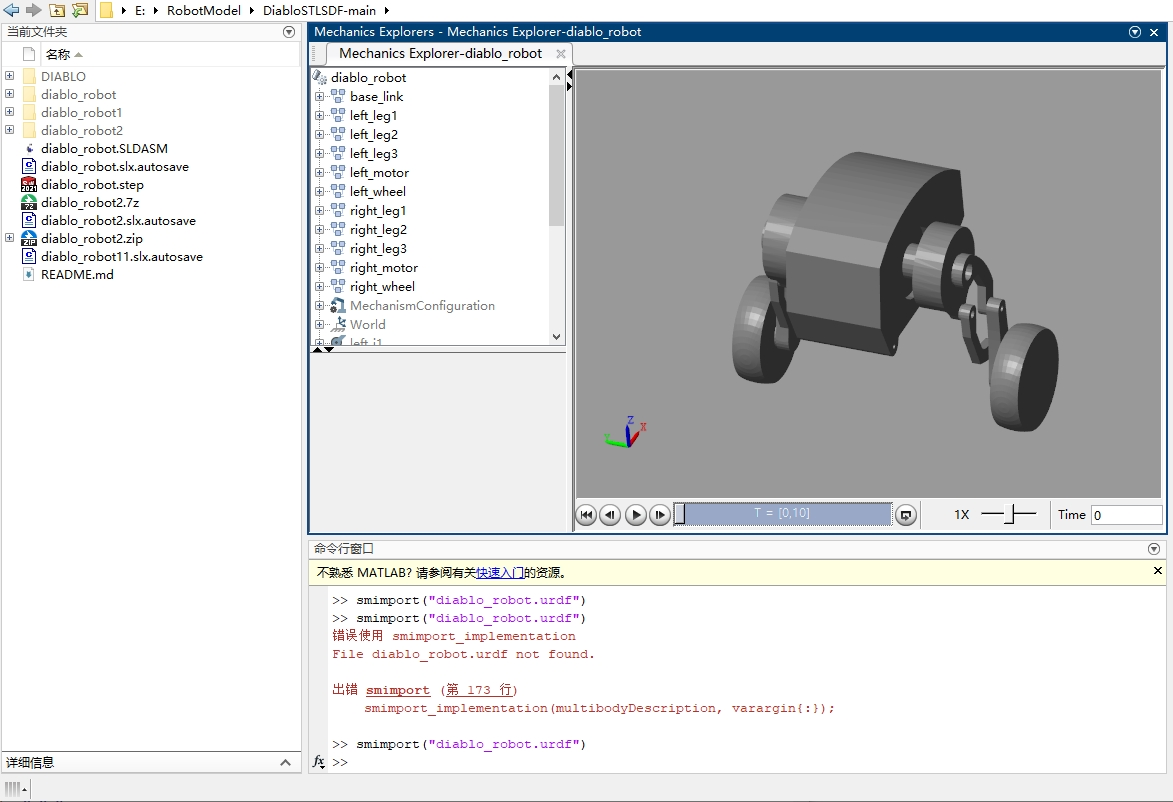 E: ▸ RobotModel ▸ DiabloSTLSDF-main ▸
当前文件夹
名称
DIABLO
diablo_robot
diablo_robot1
diablo_robot2
diablo_robot.SLDASM
diablo_robot.slx.autosave
diablo_robot.step
diablo_robot2.7z
diablo_robot2.slx.autosave
diablo_robot2.zip
diablo_robot11.slx.autosave
README.md
详细信息
Mechanics Explorers - Mechanics Explorer-diablo_robot
Mechanics Explorer-diablo_robot
diablo_robot
base_link
left_leg1
left_leg2
left_leg3
left_motor
left_wheel
right_leg1
right_leg2
right_leg3
right_motor
right_wheel
MechanismConfiguration
World
left_j1
Z
X
Y
T = [0,10]
1X
Time 0
命令行窗口
不熟悉 MATLAB? 请参阅有关快速入门的资源。
>> smimport("diablo_robot.urdf")
>> smimport("diablo_robot.urdf")
错误使用 smimport_implementation
File diablo_robot.urdf not found.
出错 smimport (第 173 行)
smimport_implementation(multibodyDescription, varargin{:});
>> smimport("diablo_robot.urdf")
fx >>